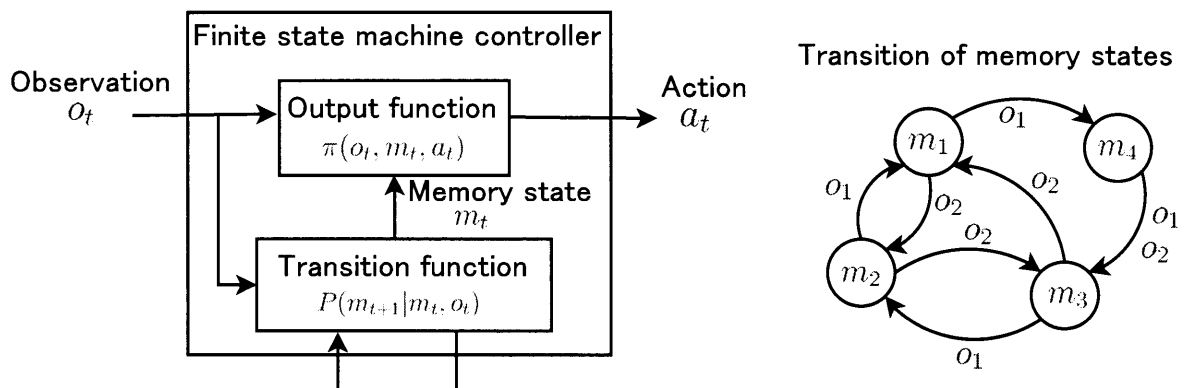 Finite state machine controller
Observation
o_t
Output function
π(o_t, m_t, a_t)
Action
a_t
Memory state
m_t
Transition function
P(m_{t+1}|m_t, o_t)
Transition of memory states
m_1
o_1
m_4
o_1
o_2
o_2
o_2
o_1
o_2
m_2
m_3
o_1